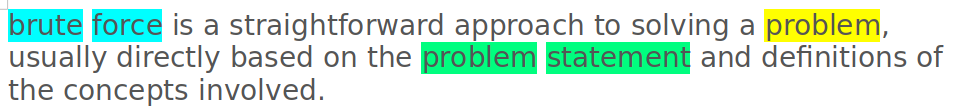 brute force is a straightforward approach to solving a problem,
usually directly based on the problem statement and definitions of
the concepts involved.